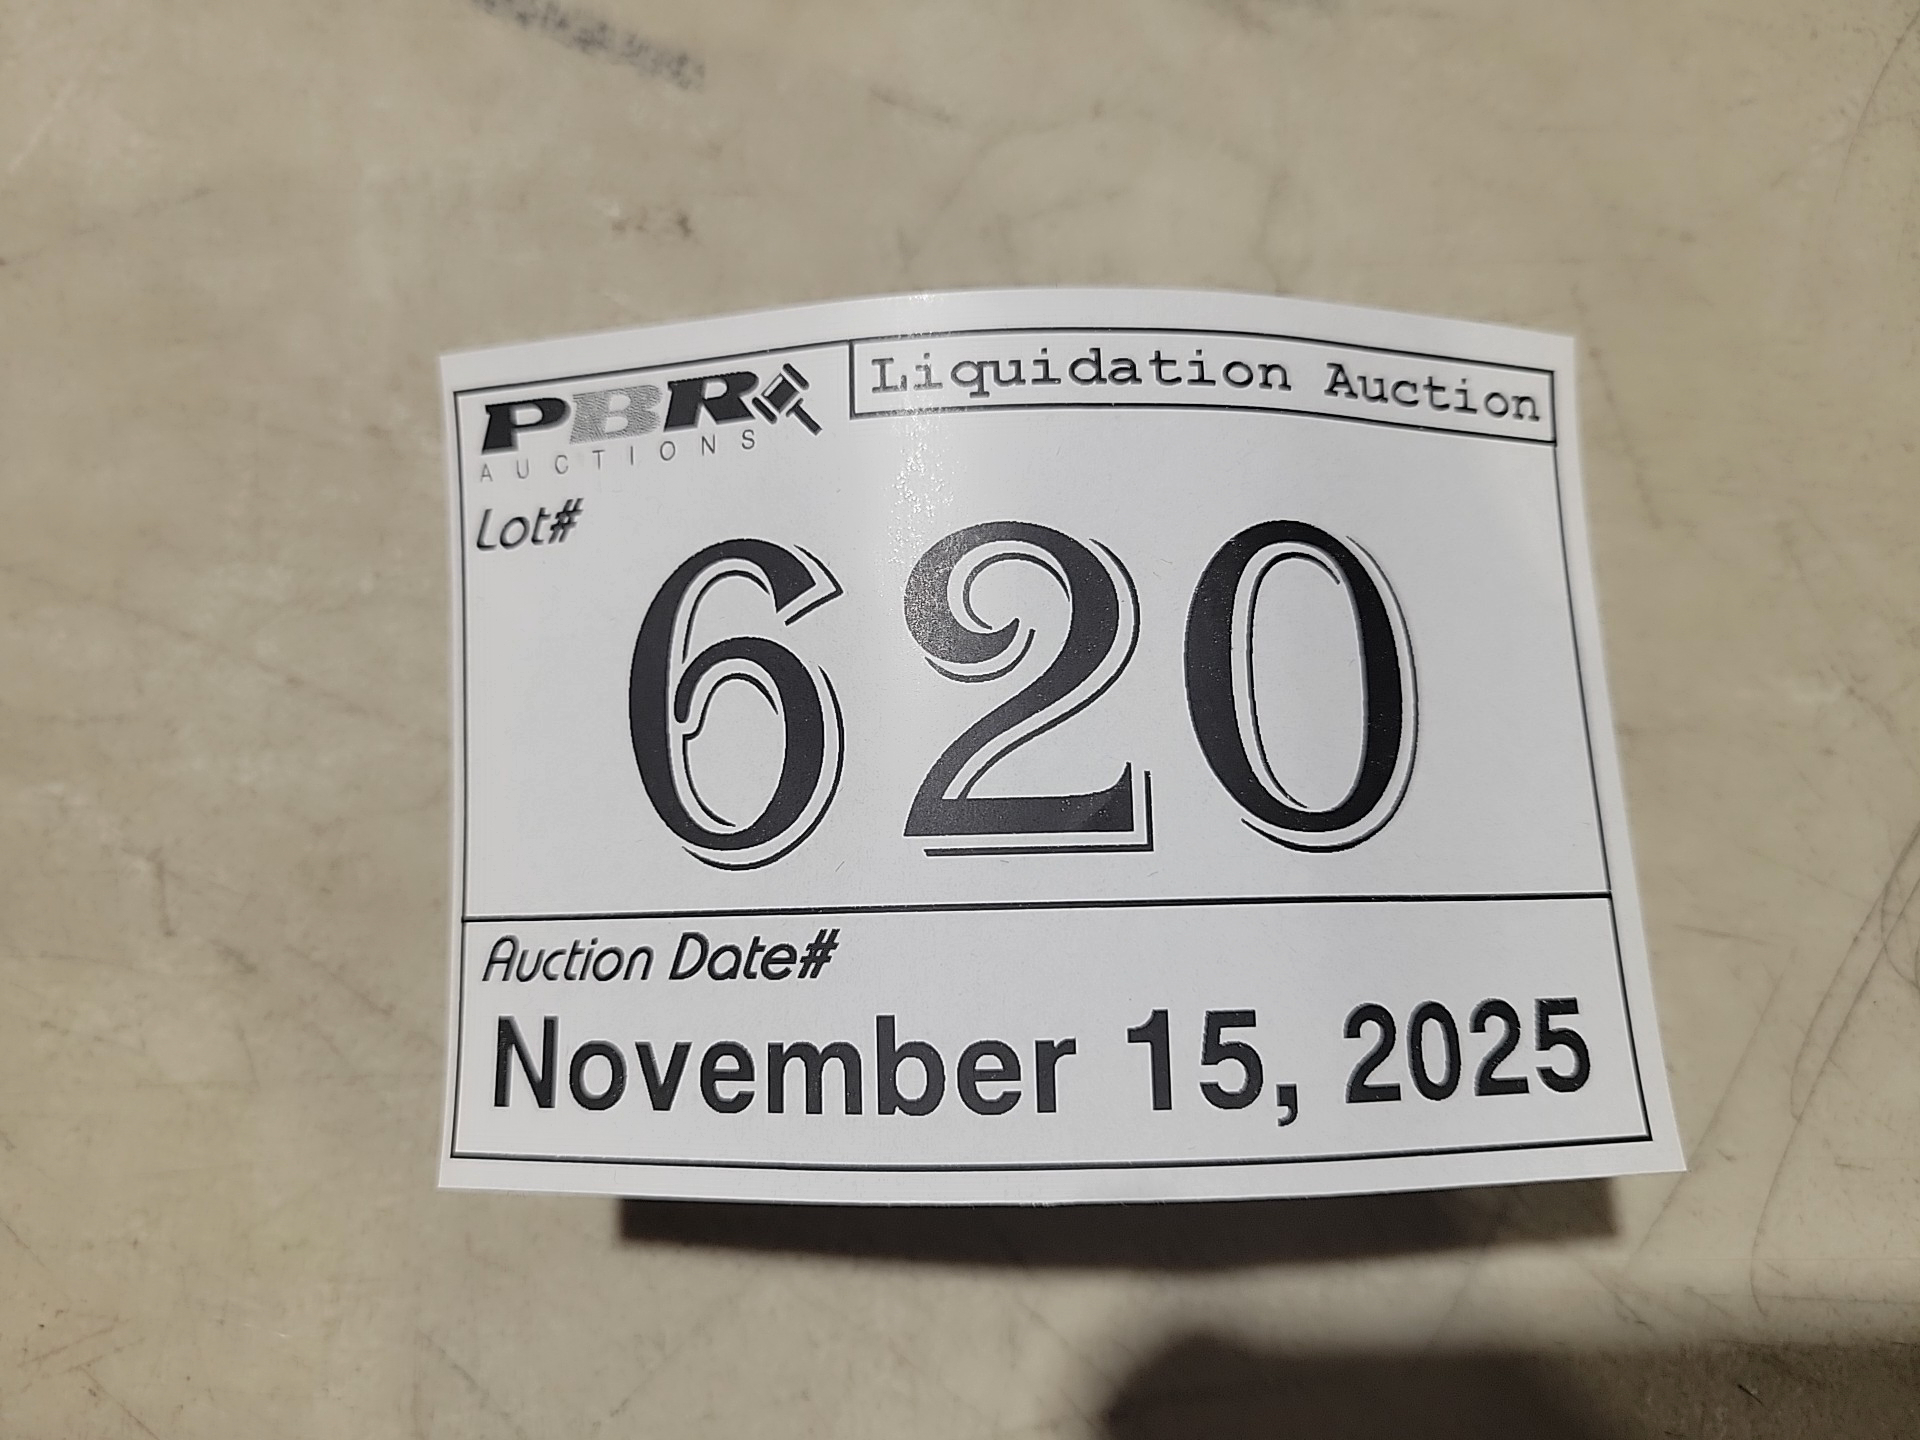 PBR
AUCTIONS
Liquidation Auction
Lot#
620
Auction Date#
November 15, 2025